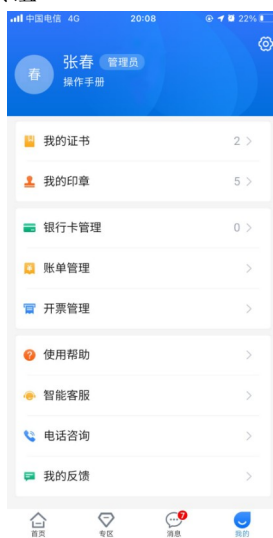 中国电信 4G 20:08 22%
春 张春 管理员
操作手册
我的证书 2
我的印章 5
银行卡管理 0
账单管理
开票管理
使用帮助
智能客服
电话咨询
我的反馈
7
首页 专区 消息 我的